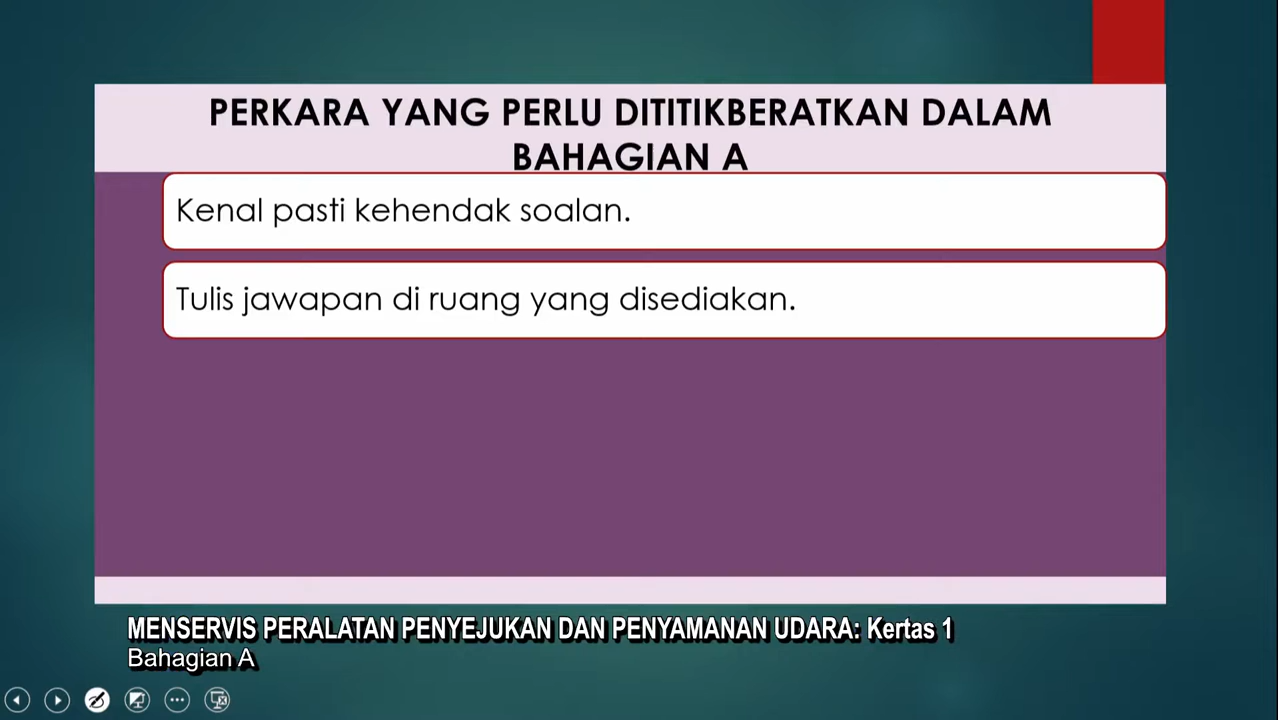 PERKARA YANG PERLU DITITIKBERATKAN DALAM
BAHAGIAN A
Kenal pasti kehendak soalan.
Tulis jawapan di ruang yang disediakan.
MENSERVIS PERALATAN PENYEJUKAN DAN PENYAMANAN UDARA: Kertas 1
Bahagian A